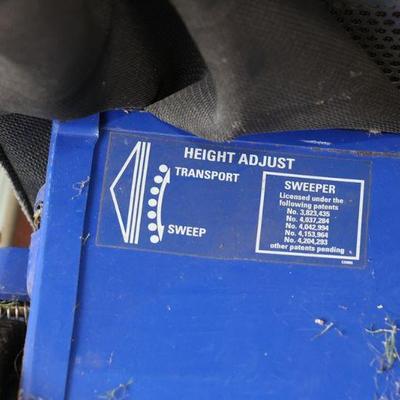 HEIGHT ADJUST
TRANSPORT
SWEEP
SWEEPER
Licensed under the
following patents
No. 3,823,435
No. 4,037,284
No. 4,042,994
No. 4,153,964
No. 4,204,293
other patents pending